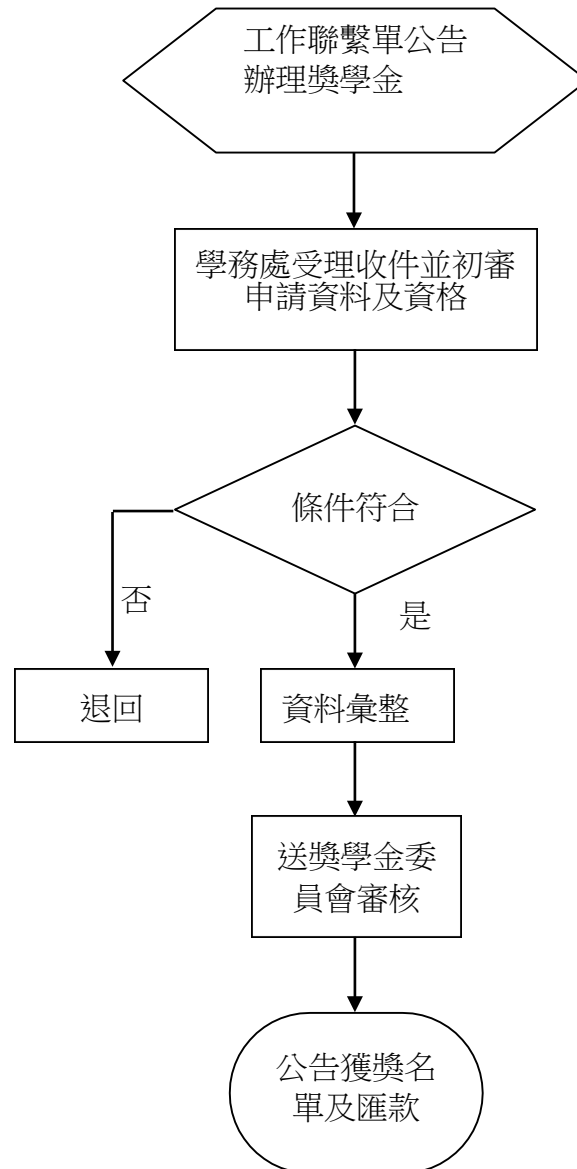 工作聯繫單公告
辦理獎學金
學務處受理收件並初審
申請資料及資格
條件符合
否
是
退回
資料彙整
送獎學金委
員會審核
公告獲獎名
單及匯款